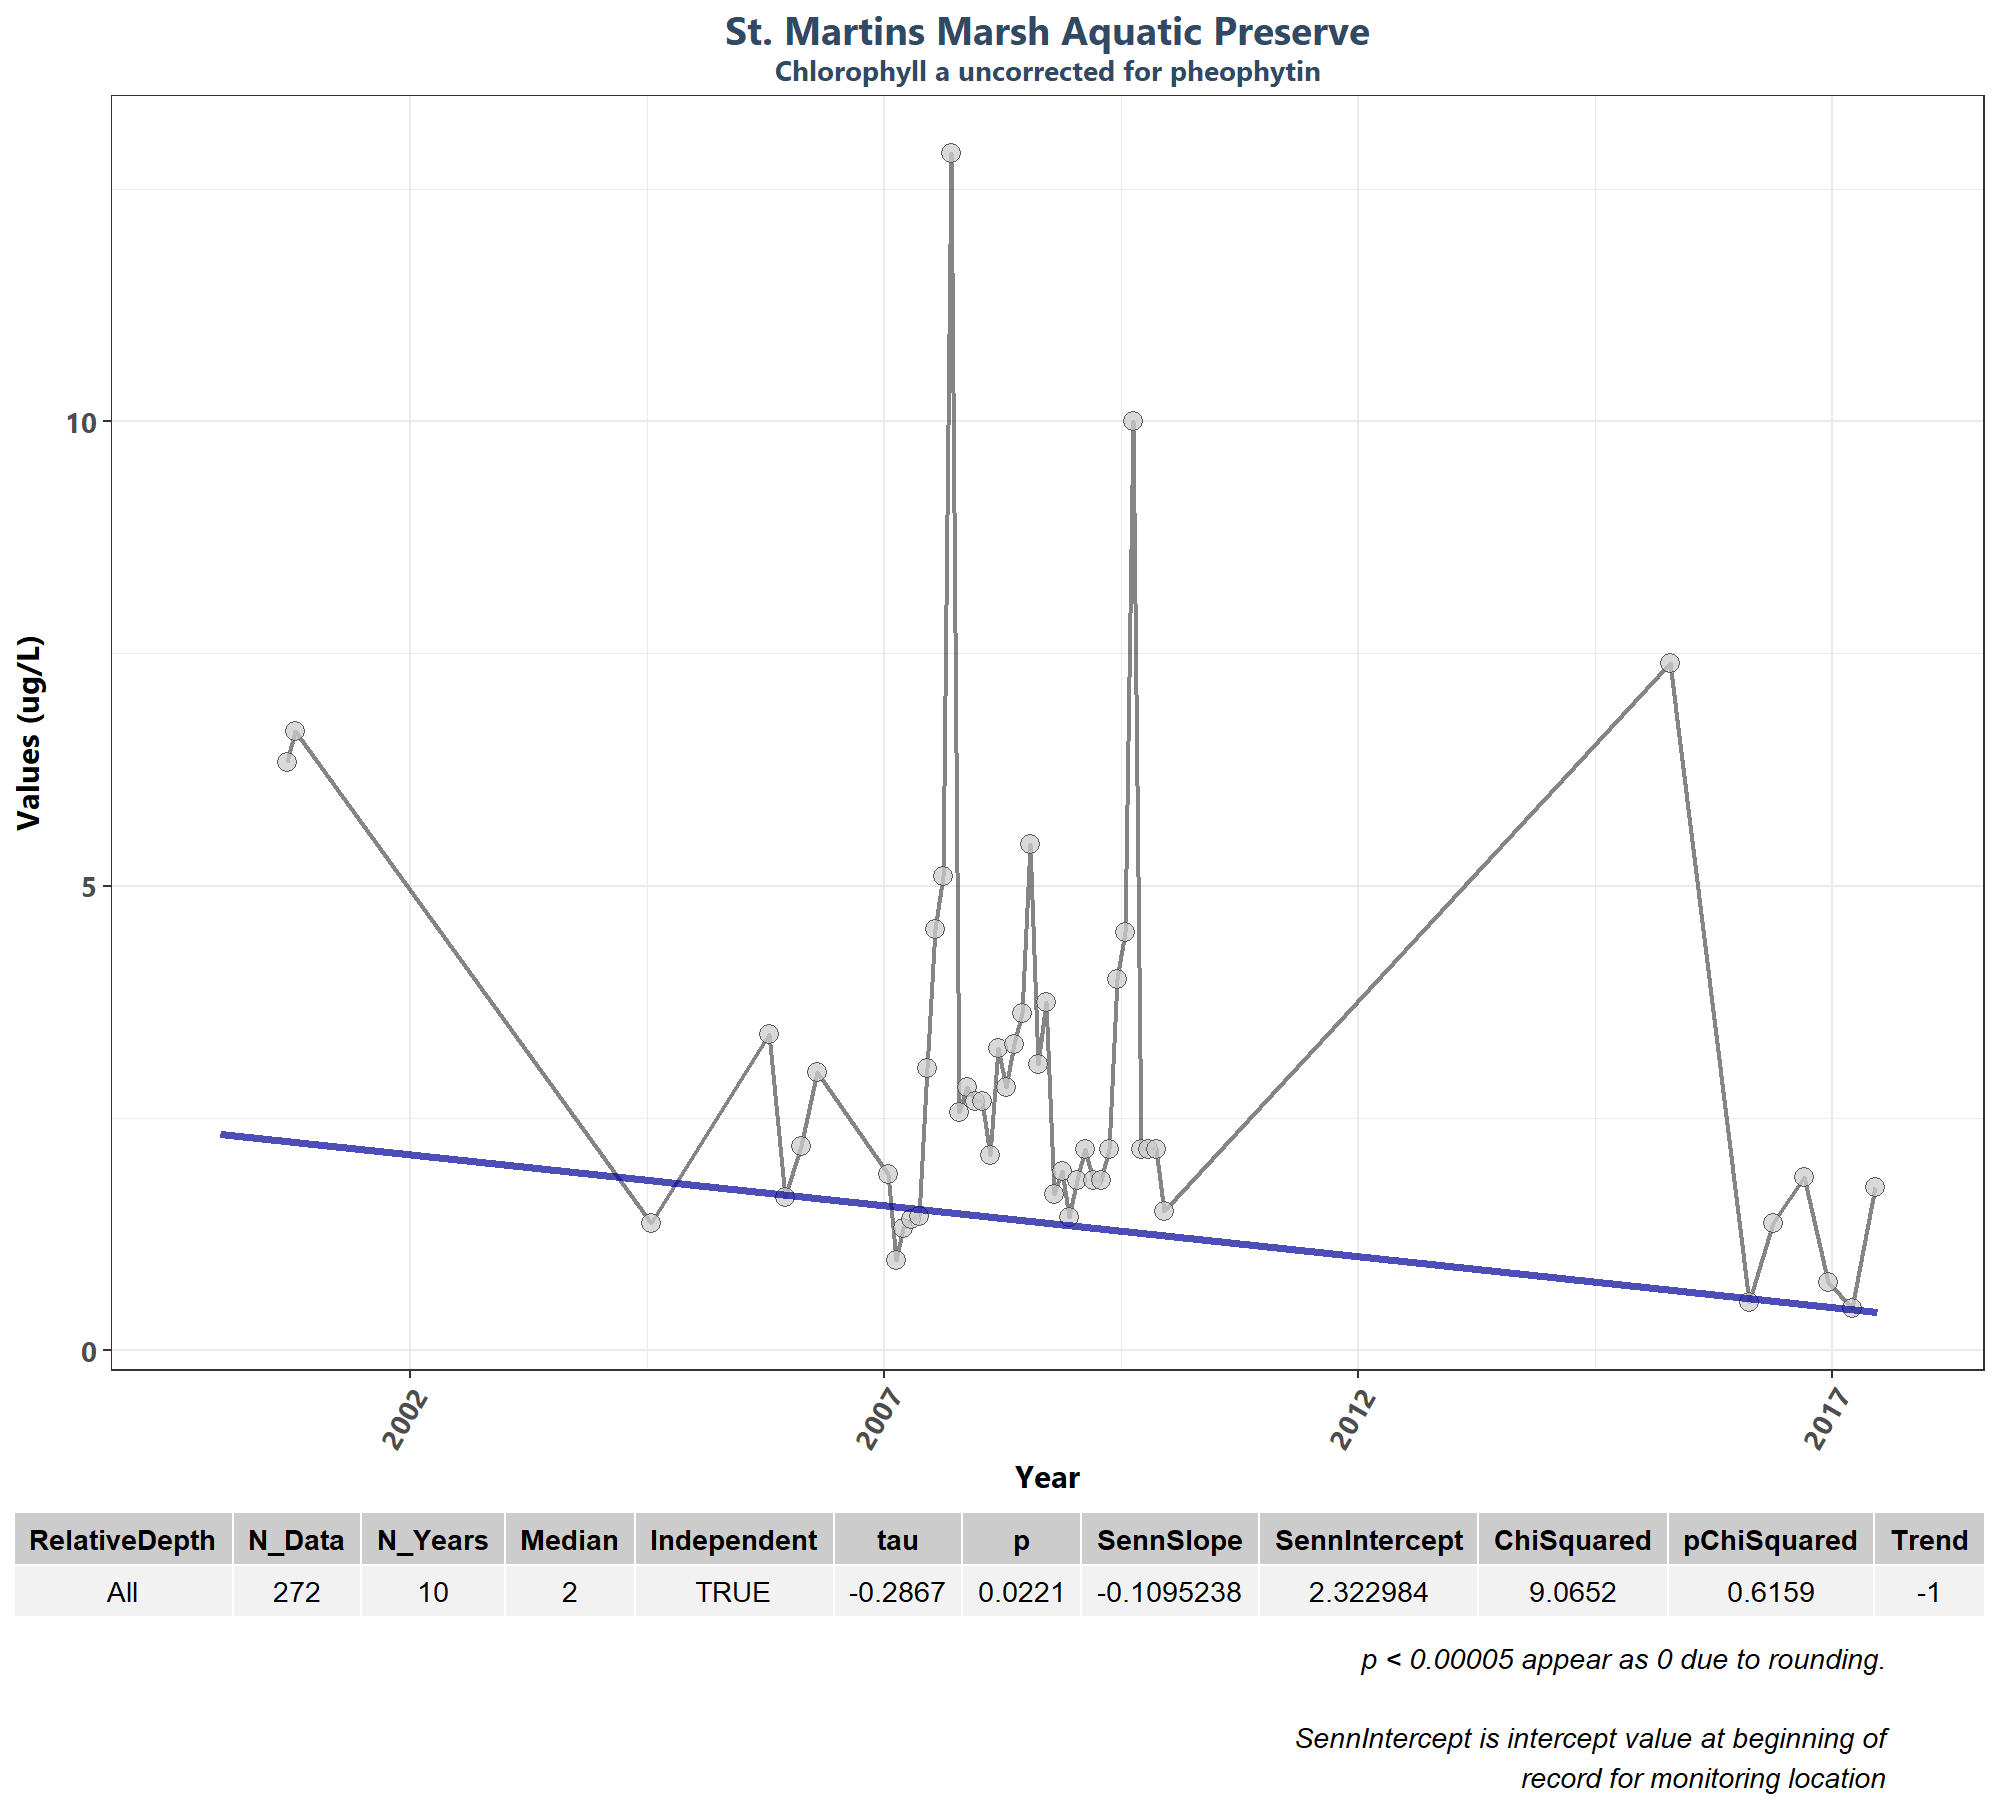 St. Martins Marsh Aquatic Preserve
Chlorophyll a uncorrected for pheophytin
Values (ug/L)
10
5
0
2002 2007 2012 2017
Year
RelativeDepth N_Data N_Years Median Independent tau p SennSlope SennIntercept ChiSquared pChiSquared Trend
All 272 10 2 TRUE -0.2867 0.0221 -0.1095238 2.322984 9.0652 0.6159 -1
p < 0.00005 appear as 0 due to rounding.
SennIntercept is intercept value at beginning of
record for monitoring location